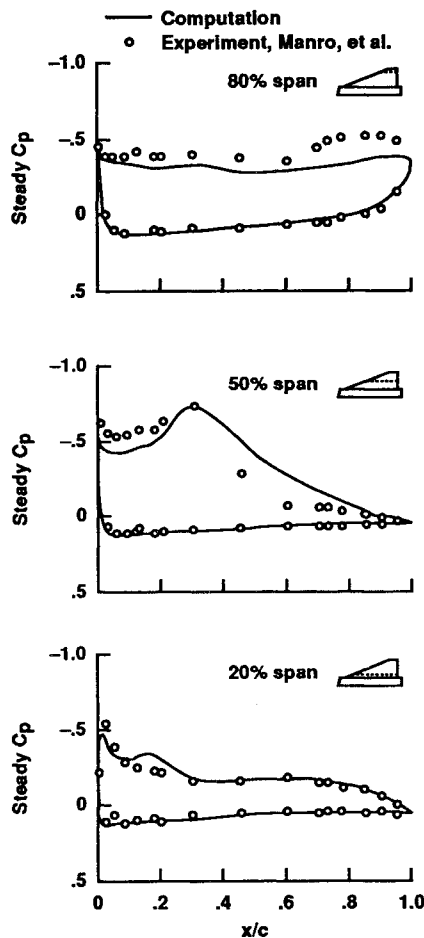 Computation
Experiment, Manro, et al.
80% span
Steady Cp
–1.0
–.5
0
.5
50% span
Steady Cp
–1.0
–.5
0
.5
20% span
Steady Cp
–1.0
–.5
0
.5
0 .2 .4 .6 .8 1.0
x/c